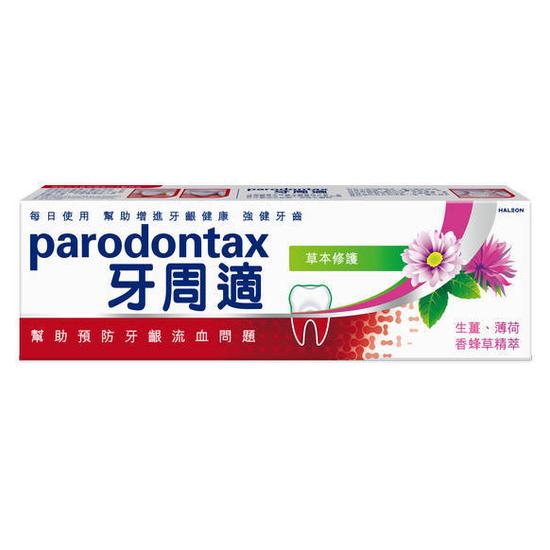 parodontax
每日使用 幫助增進牙齦健康 強健牙齒
HALEON
parodontax
牙周適
草本修護
幫助預防牙齦流血問題
生薑、薄荷
香蜂草精萃